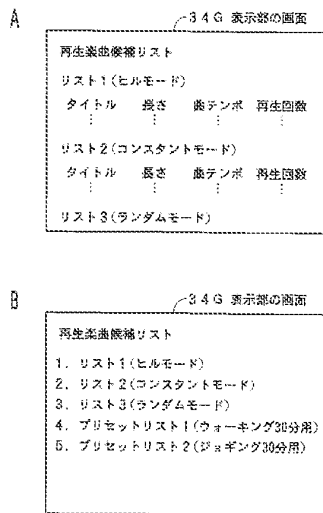 A
34G 表示部の画面
再生楽曲候補リスト
リスト1(ヒルモード)
タイトル 長さ 曲テンポ 再生回数
リスト2(コンスタントモード)
タイトル 長さ 曲テンポ 再生回数
リスト3(ランダムモード)
B
34G 表示部の画面
再生楽曲候補リスト
1. リスト1(ヒルモード)
2. リスト2(コンスタントモード)
3. リスト3(ランダムモード)
4. プリセットリスト1(ウォーキング30分用)
5. プリセットリスト2(ジョギング30分用)